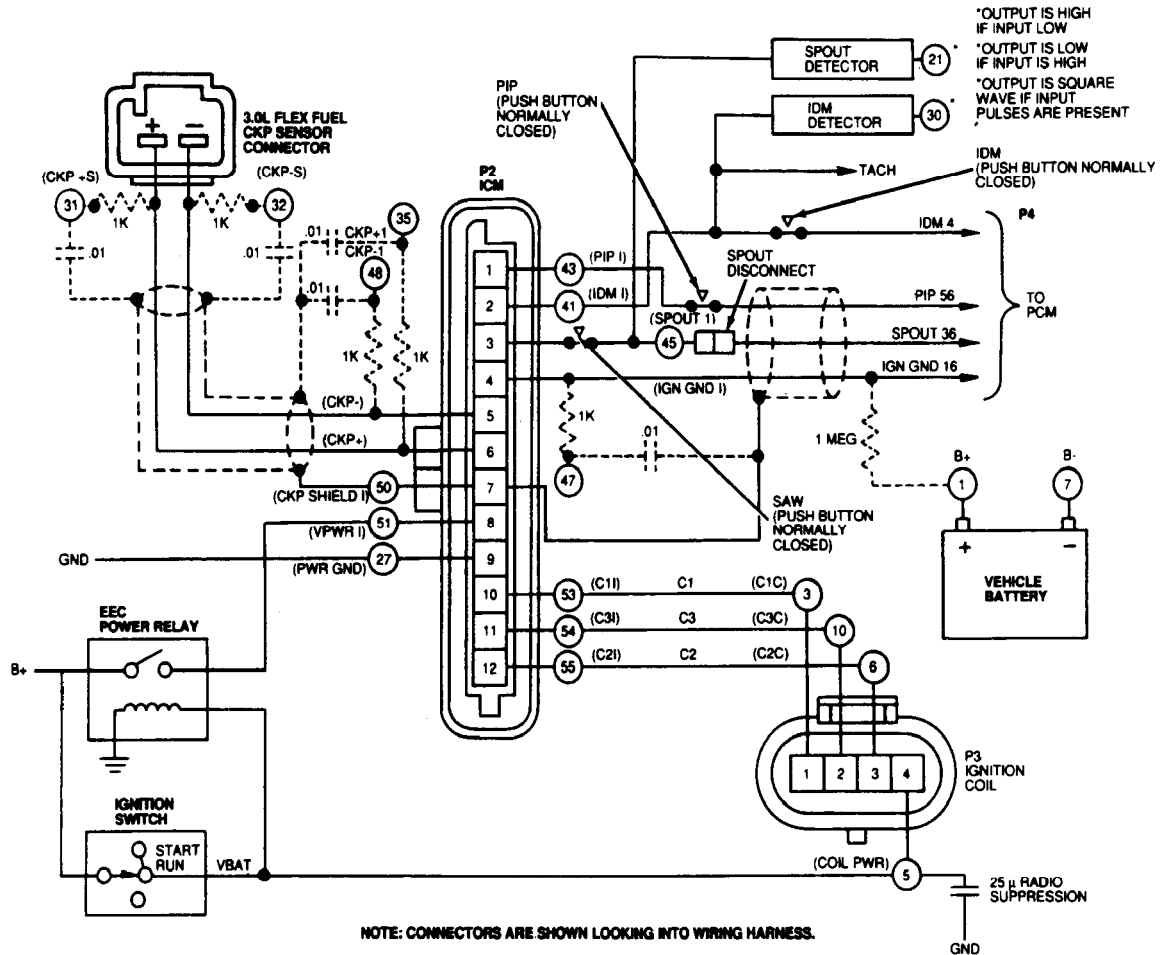 *OUTPUT IS HIGH
IF INPUT LOW
*OUTPUT IS LOW
IF INPUT IS HIGH
*OUTPUT IS SQUARE
WAVE IF INPUT
PULSES ARE PRESENT
SPOUT
DETECTOR
21
*
IDM
DETECTOR
30
*
PIP
(PUSH BUTTON
NORMALLY
CLOSED)
IDM
(PUSH BUTTON NORMALLY
CLOSED)
TACH
3.0L FLEX FUEL
CKP SENSOR
CONNECTOR
+
−
(CKP +S)
(CKP-S)
31
1K
1K
32
.01
.01
35
.01
CKP+1
CKP-1
48
.01
1K
1K
P2
ICM
1
2
3
4
5
6
7
8
9
10
11
12
43
(PIP I)
41
(IDM I)
(SPOUT 1)
45
SPOUT
DISCONNECT
(IGN GND I)
IDM 4
PIP 56
SPOUT 36
IGN GND 16
P4
TO
PCM
1K
.01
47
1 MEG
SAW
(PUSH BUTTON
NORMALLY
CLOSED)
B+
1
B-
7
+
−
VEHICLE
BATTERY
(CKP-)
(CKP+)
(CKP SHIELD I)
50
(VPWR I)
51
GND
(PWR GND)
27
53
(C1I)
C1
(C1C)
3
54
(C3I)
C3
(C3C)
10
55
(C2I)
C2
(C2C)
6
EEC
POWER RELAY
B+
IGNITION
SWITCH
START
RUN
VBAT
1
2
3
4
P3
IGNITION
COIL
(COIL PWR)
5
25 µ RADIO
SUPPRESSION
GND
NOTE: CONNECTORS ARE SHOWN LOOKING INTO WIRING HARNESS.